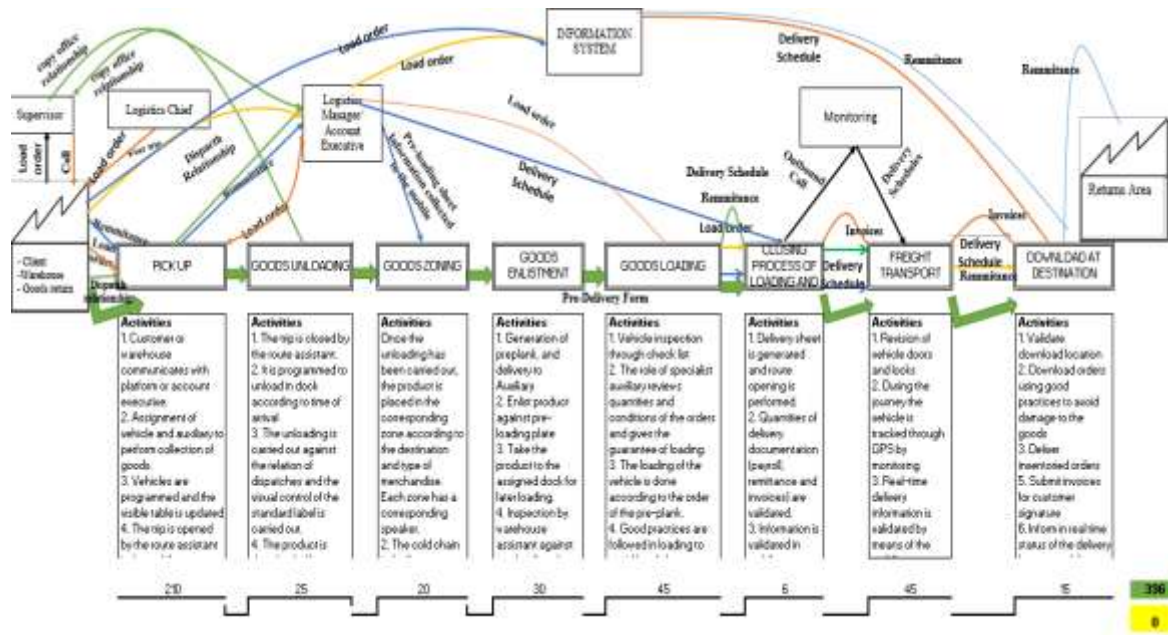 INFORMATION
SYSTEM
Load order
Load order
Load order
Delivery
Schedule
Remmitance
Remmitance
copy office
relationship
copy office
relationship
Supervisor
Logistics Chief
Logistics
Manager
Account
Executive
Monitoring
Returns Area
Load
order
Call
Load order
Dispacth
Relationship
Load order
Pre-loading sheet
Information collected
in the mobile
Delivery
Schedule
Delivery Schedule
Remmitance
Load order
Outbound
Call
Delivery
Schedules
Invoices
Invoices
Delivery
Schedule
Delivery
Schedule
Remmitance
- Client
- Warehouse
- Goods return
PICK UP
GOODS UNLOADING
GOODS ZONING
GOODS
ENLISTMENT
GOODS LOADING
CLOSING
PROCESS OF
LOADING AND
FREIGHT
TRANSPORT
DOWNLOAD AT
DESTINATION
Pre-Delivery Form
Activities
1. Customer or
warehouse
communicates with
platform or account
executive.
2. Assignment of
vehicle and auxiliary to
perform collection of
goods.
3. Vehicles are
programmed and the
visible table is updated.
4. The trip is opened
by the route assistant
Activities
1. The trip is closed by
the route assistant.
2. It is programmed to
unload in dock
according to time of
arrival
3. The unloading is
carried out against
the relation of
dispatches and the
visual control of the
standard label is
carried out.
4. The product is
Activities
Once the
unloading has
been carried out,
the product is
placed in the
corresponding
zone according to
the destination
and type of
merchandise.
Each zone has a
corresponding
speaker.
2. The cold chain
Activities
1. Generation of
preplank, and
delivery to
Auxiliary
2. Enlist product
against pre-
loading plate
3. Take the
product to the
assigned dock for
later loading.
4. Inspection by
warehouse
assistant against
Activities
1. Vehicle inspection
through check list
2. The role of specialist
auxiliary reviews
quantities and
conditions of the orders
and gives the
guarantee of loading.
3. The loading of the
vehicle is done
according to the order
of the pre-plank.
4. Good practices are
followed in loading to
Activities
1. Delivery sheet
is generated
and route
opening is
performed.
2. Quantities of
delivery
documentation
(payroll,
remittance and
invoices) are
validated.
3. Information is
validated in
Activities
1. Revision of
vehicle doors
and locks
2. During the
journey the
vehicle is
tracked through
GPS by
monitoring.
3. Real-time
delivery
information is
validated by
means of the
Activities
1. Validate
download location
2. Download orders
using good
practices to avoid
damage to the
goods
3. Deliver
inventoried orders
5. Submit invoices
for customer
signature
6. Inform in real time
status of the delivery
210
25
20
30
45
6
45
15
396
0